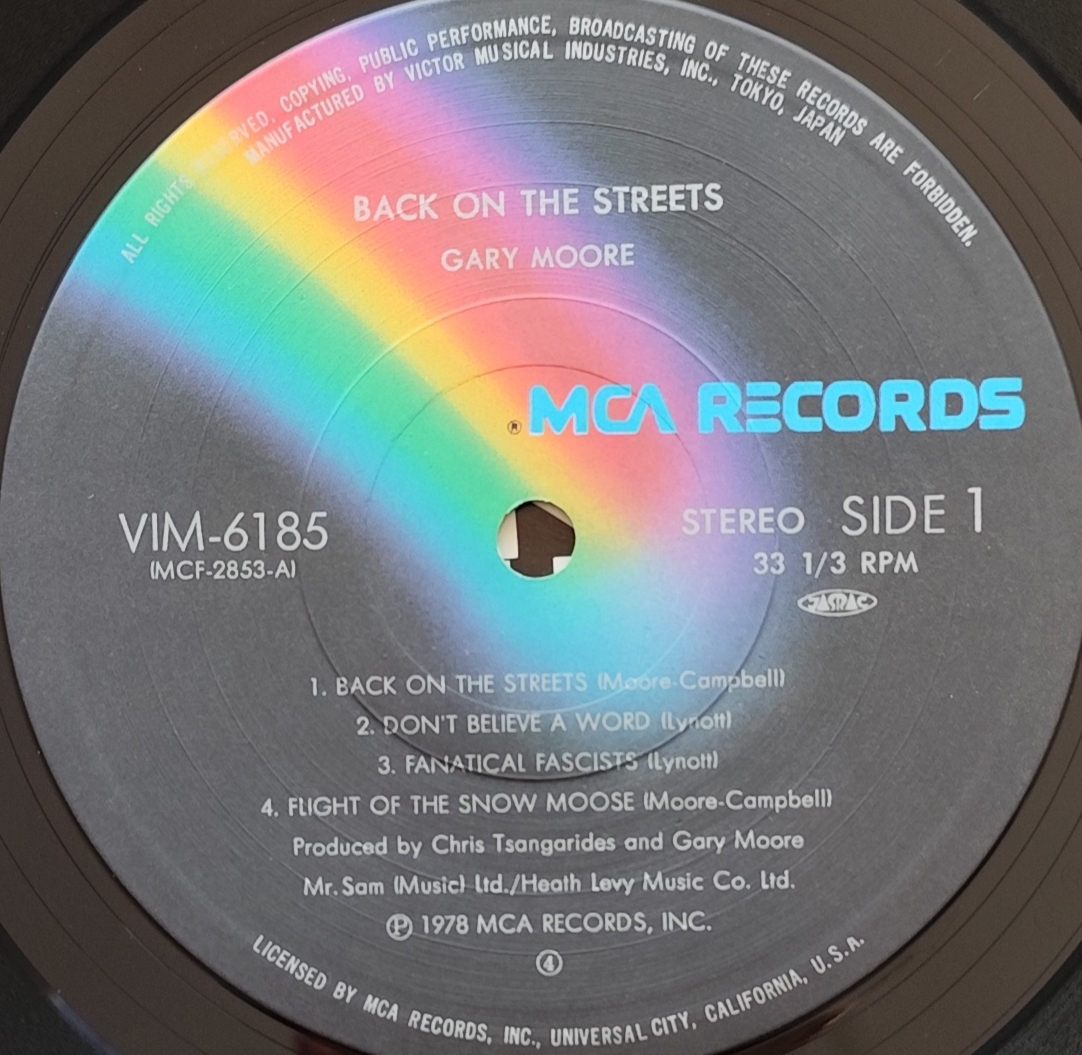 ALL RIGHTS RESERVED. COPYING, PUBLIC PERFORMANCE, BROADCASTING OF THESE RECORDS ARE FORBIDDEN.
MANUFACTURED BY VICTOR MUSICAL INDUSTRIES, INC., TOKYO, JAPAN
BACK ON THE STREETS
GARY MOORE
® MCA RECORDS
VIM-6185
(MCF-2853-A)
STEREO SIDE 1
33 1/3 RPM
JASRAC
1. BACK ON THE STREETS (Moore-Campbell)
2. DON'T BELIEVE A WORD (Lynott)
3. FANATICAL FASCISTS (Lynott)
4. FLIGHT OF THE SNOW MOOSE (Moore-Campbell)
Produced by Chris Tsangarides and Gary Moore
Mr. Sam (Music) Ltd./Heath Levy Music Co. Ltd.
Ⓟ 1978 MCA RECORDS, INC.
④
LICENSED BY MCA RECORDS, INC., UNIVERSAL CITY, CALIFORNIA, U.S.A.